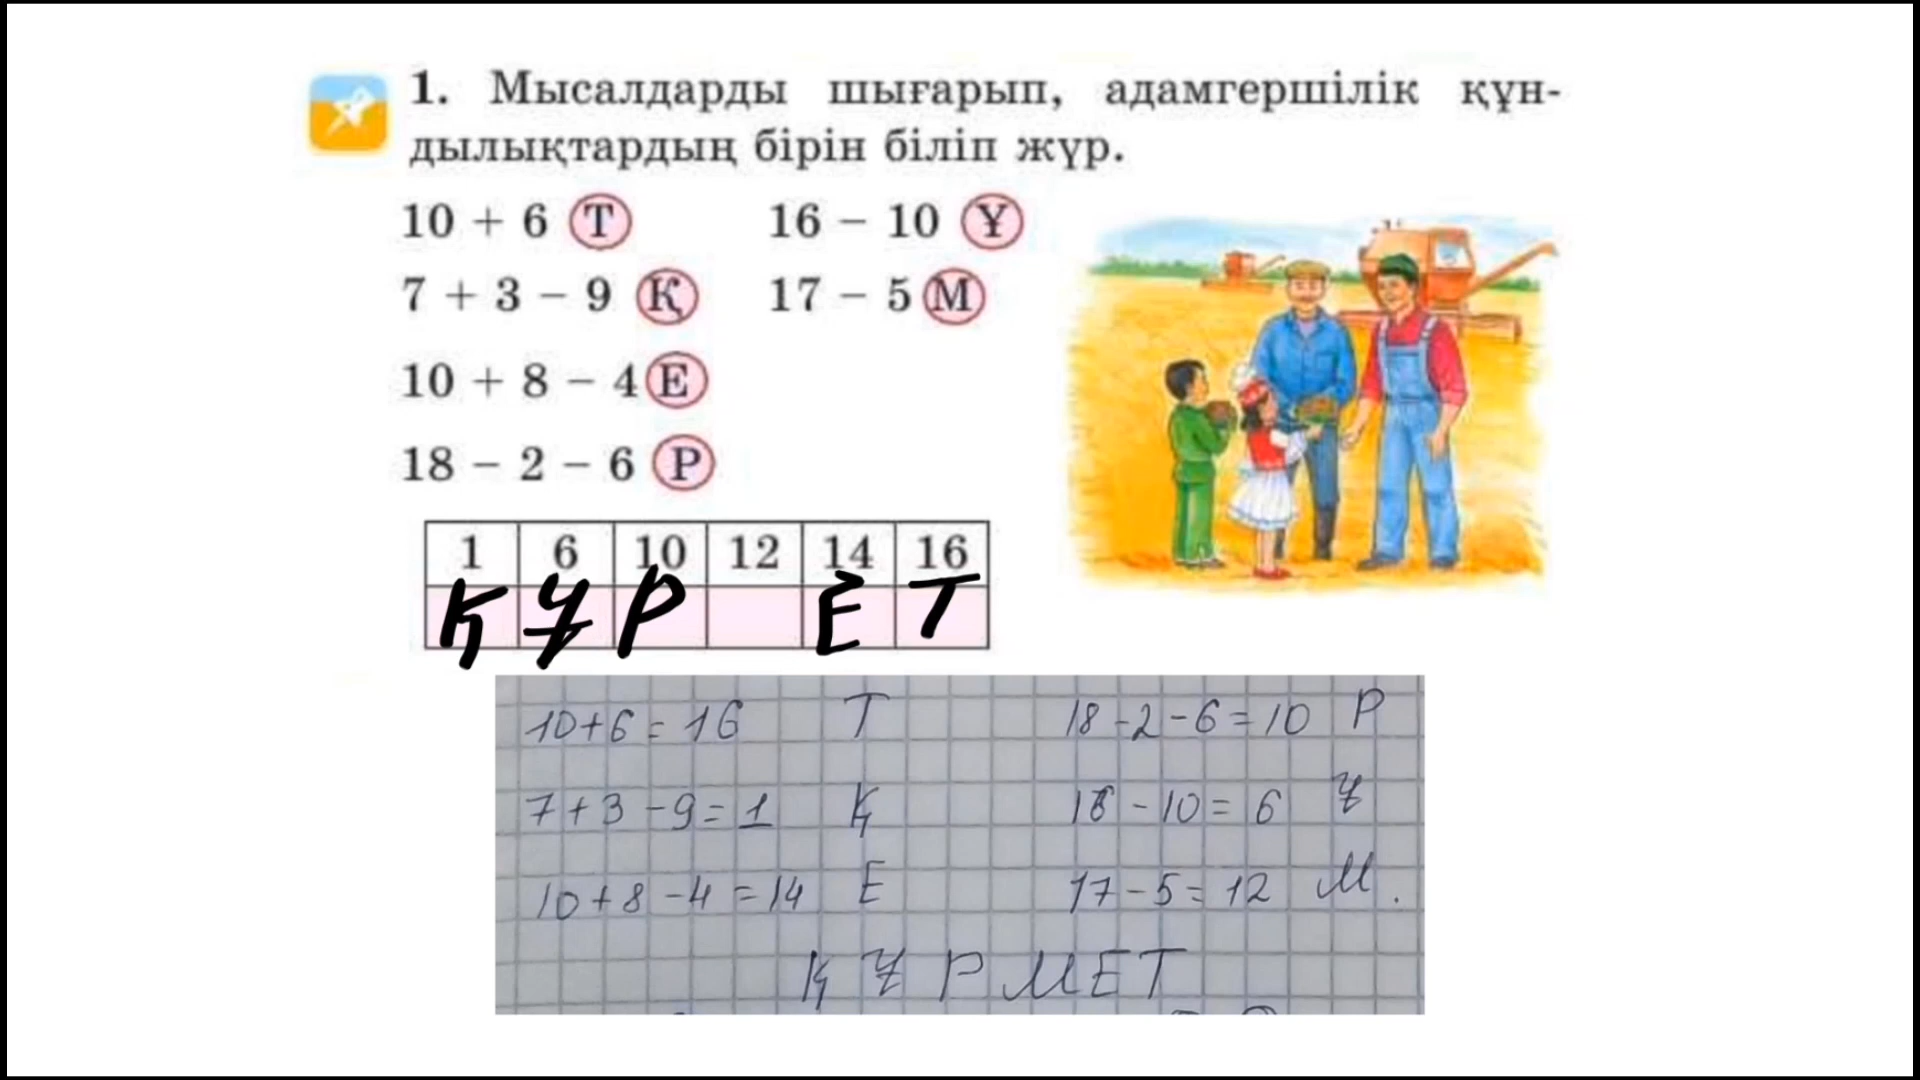 1. Мысалдарды шығарып, адамгершілік құн-
дылықтардың бірін біліп жүр.
10 + 6 Т 16 − 10 Ұ
7 + 3 − 9 Қ 17 − 5 М
10 + 8 − 4 Е
18 − 2 − 6 Р
1 6 10 12 14 16
Қ Ұ Р Е Т
10+6=16 Т 18-2-6=10 Р
7+3-9=1 Қ 16-10=6 Ұ
10+8-4=14 Е 17-5=12 М.
ҚҰРМЕТ